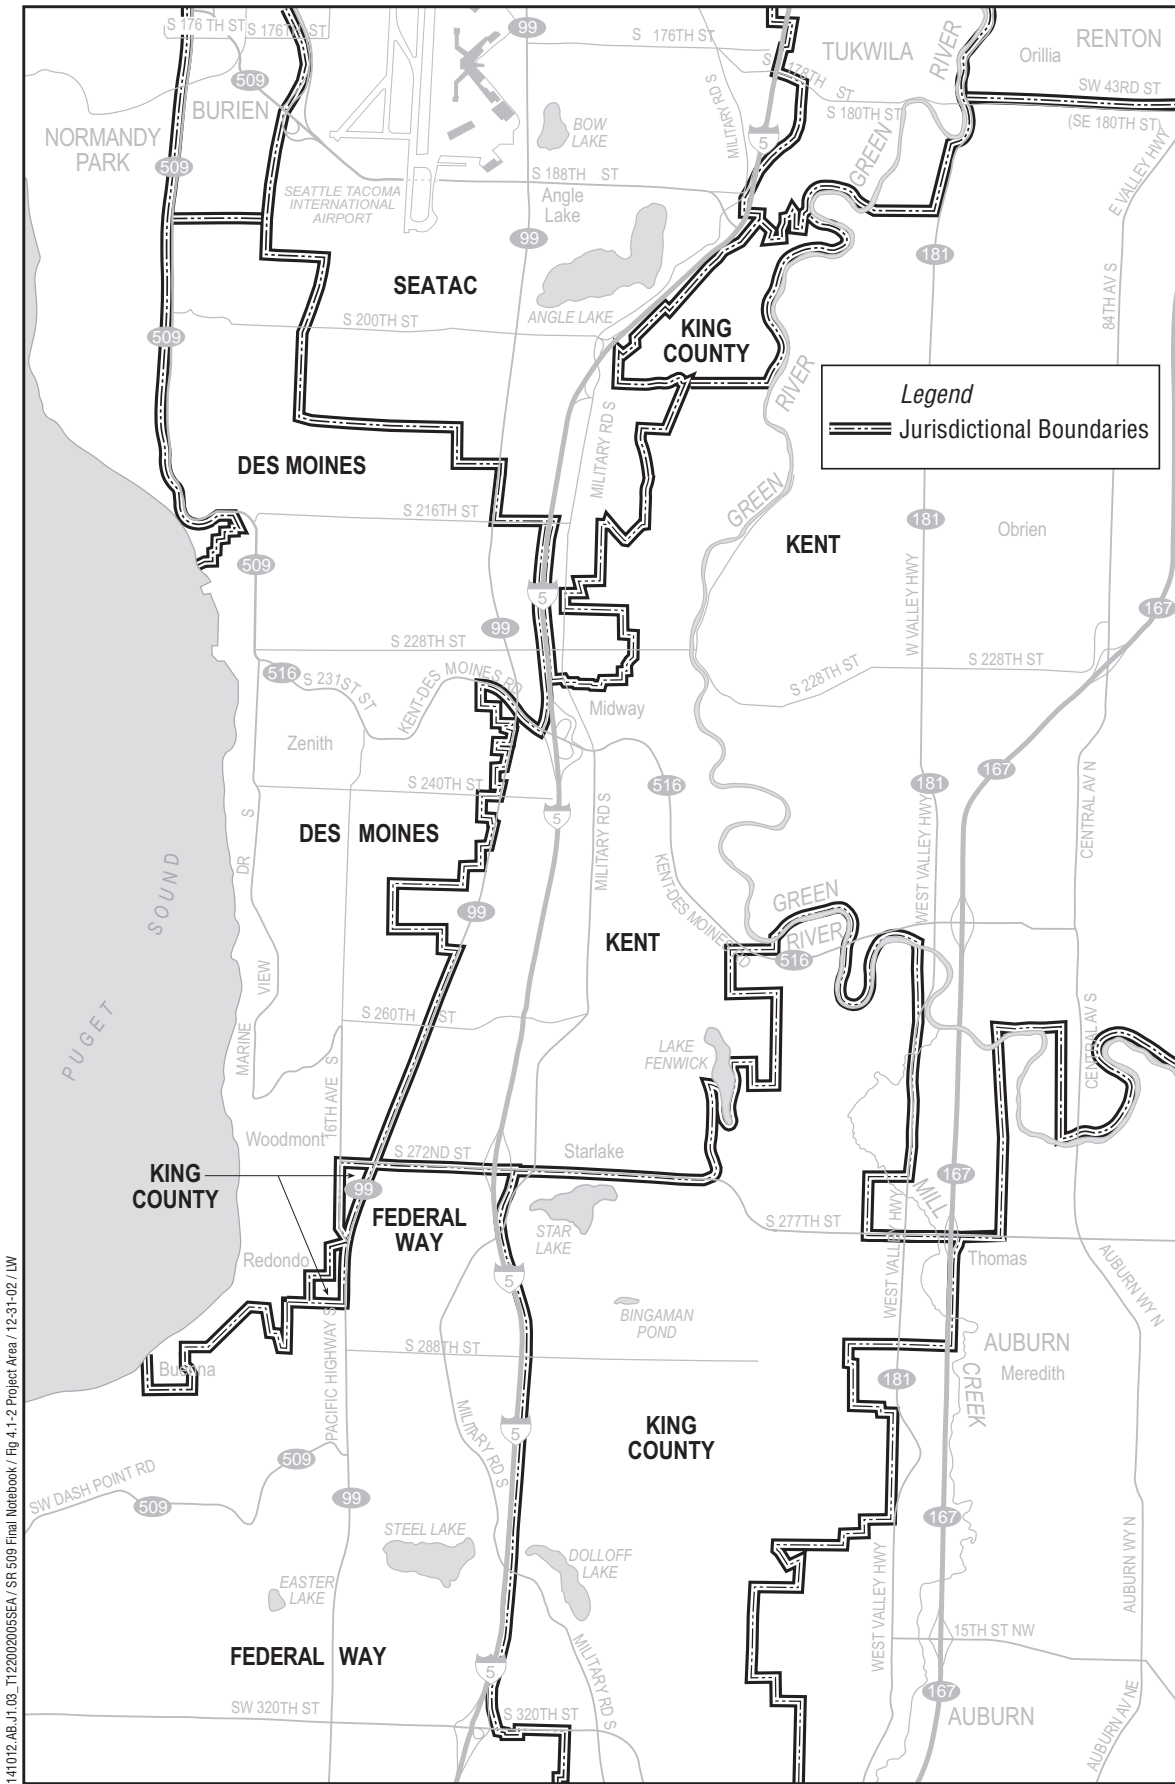 S 176 TH ST
S 176TH ST
99
S 176TH ST
TUKWILA
RIVER
RENTON
Orillia
509
S 178TH ST
SW 43RD ST
BURIEN
MILITARY RD S
S 180TH ST
(SE 180TH ST)
NORMANDY
PARK
BOW
LAKE
5
GREEN
E VALLEY HWY
509
S 188TH ST
SEATTLE TACOMA
INTERNATIONAL
AIRPORT
Angle
Lake
99
181
SEATAC
84TH AV S
ANGLE LAKE
S 200TH ST
509
KING
COUNTY
RIVER
Legend
Jurisdictional Boundaries
MILITARY RD S
DES MOINES
GREEN
S 216TH ST
181
Obrien
KENT
509
W VALLEY HWY
5
167
99
S 228TH ST
S 228TH ST
S 228TH ST
516
S 231ST ST
KENT-DES MOINES RD
Midway
Zenith
S 240TH ST
516
181
167
CENTRAL AV N
5
MILITARY RD S
DES MOINES
S
DR
VIEW
MARINE
PUGET SOUND
KENT-DES MOINES RD
WEST VALLEY HWY
99
GREEN
RIVER
KENT
516
S 260TH ST
CENTRAL AV S
LAKE
FENWICK
16TH AVE S
Woodmont
S 272ND ST
Starlake
KING
COUNTY
99
167
MILL
FEDERAL
WAY
STAR
LAKE
S 277TH ST
WEST VALLEY HWY
Redondo
Thomas
AUBURN WY N
5
BINGAMAN
POND
PACIFIC HIGHWAY S
S 288TH ST
AUBURN
Meredith
Buenna
181
CREEK
MILITARY RD S
KING
COUNTY
5
509
SW DASH POINT RD
509
99
167
STEEL LAKE
DOLLOFF
LAKE
EASTER
LAKE
WEST VALLEY HWY
AUBURN WY N
15TH ST NW
FEDERAL WAY
5
MILITARY RD S
167
SW 320TH ST
S 320TH ST
AUBURN
AUBURN AV NE
141012.AB.J1.03_T122002005SEA / SR 509 Final Notebook / Fig 4.1-2 Project Area / 12-31-02 / LW